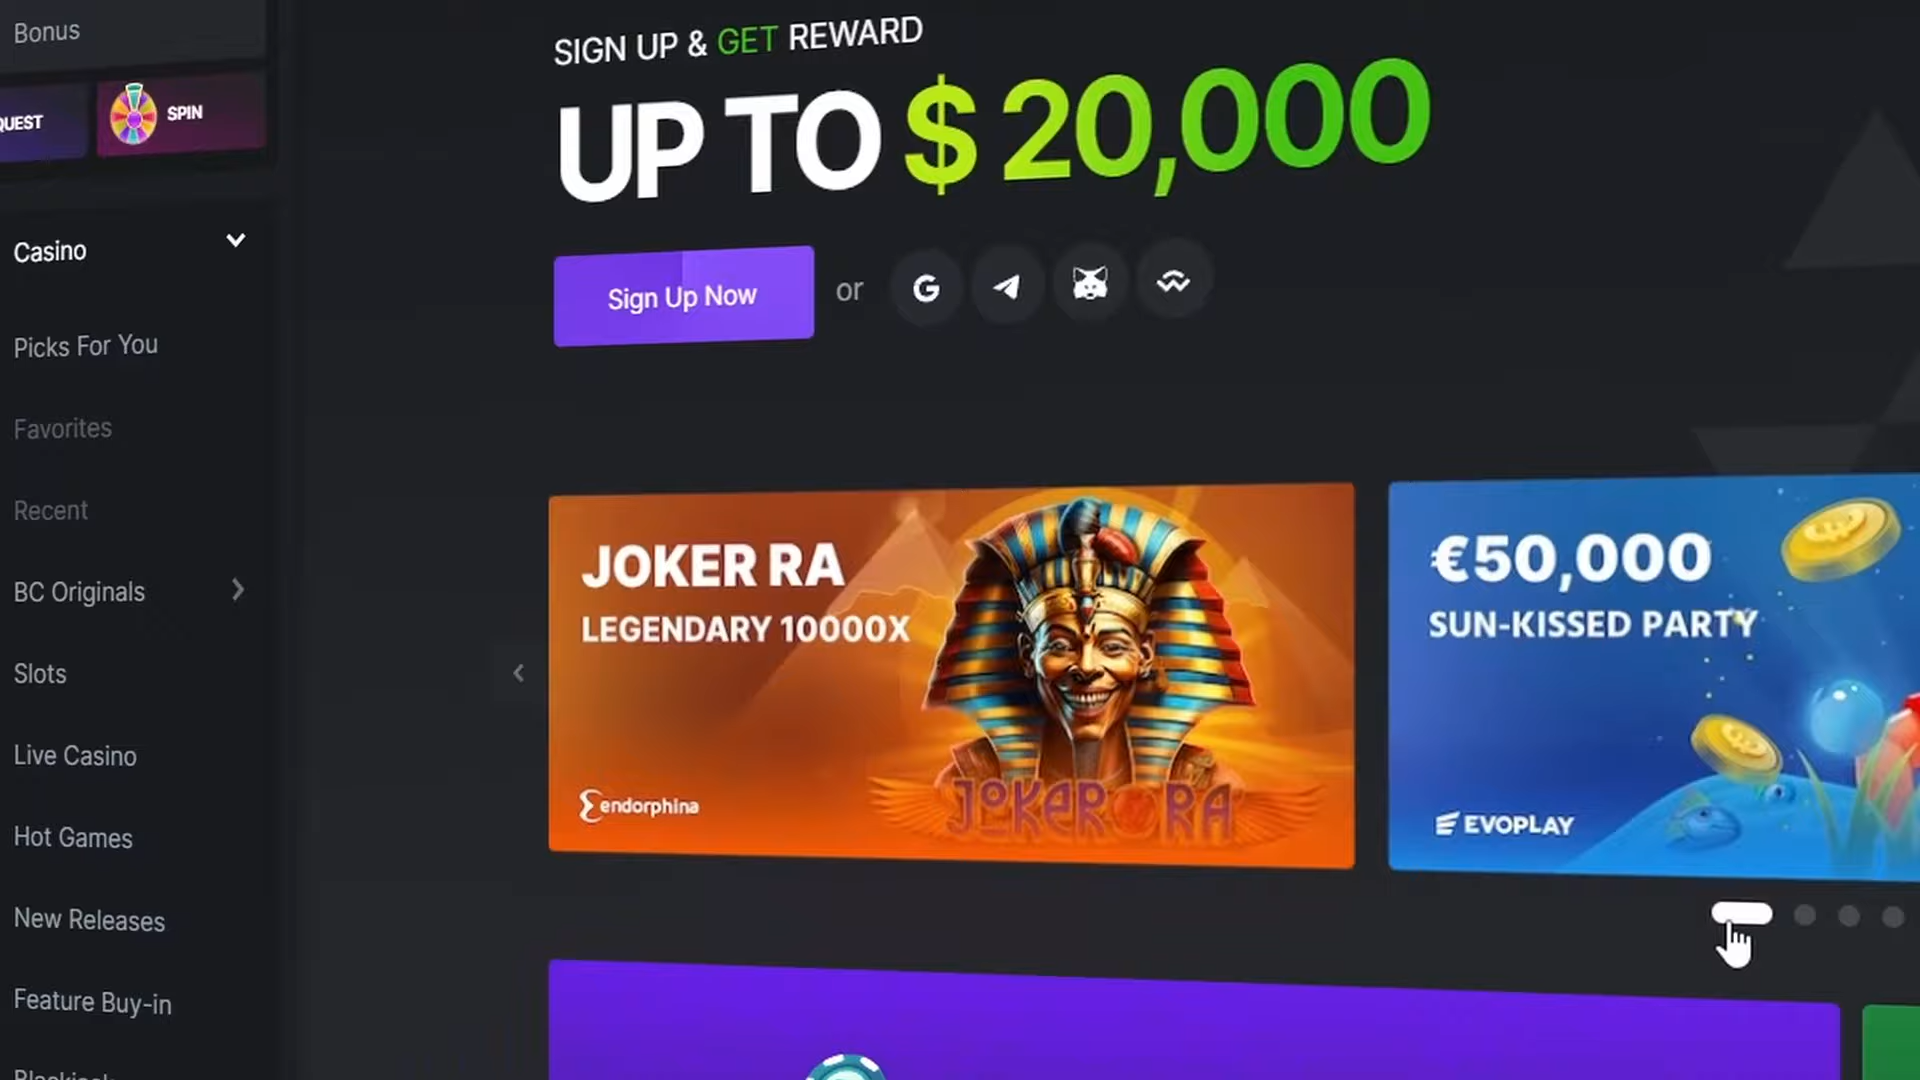 Bonus
QUEST
SPIN
Casino
Picks For You
Favorites
Recent
BC Originals
Slots
Live Casino
Hot Games
New Releases
Feature Buy-in
SIGN UP & GET REWARD
UP TO $ 20,000
Sign Up Now
or
JOKER RA
LEGENDARY 10000X
endorphina
JOKER RA
€50,000
SUN-KISSED PARTY
EVOPLAY